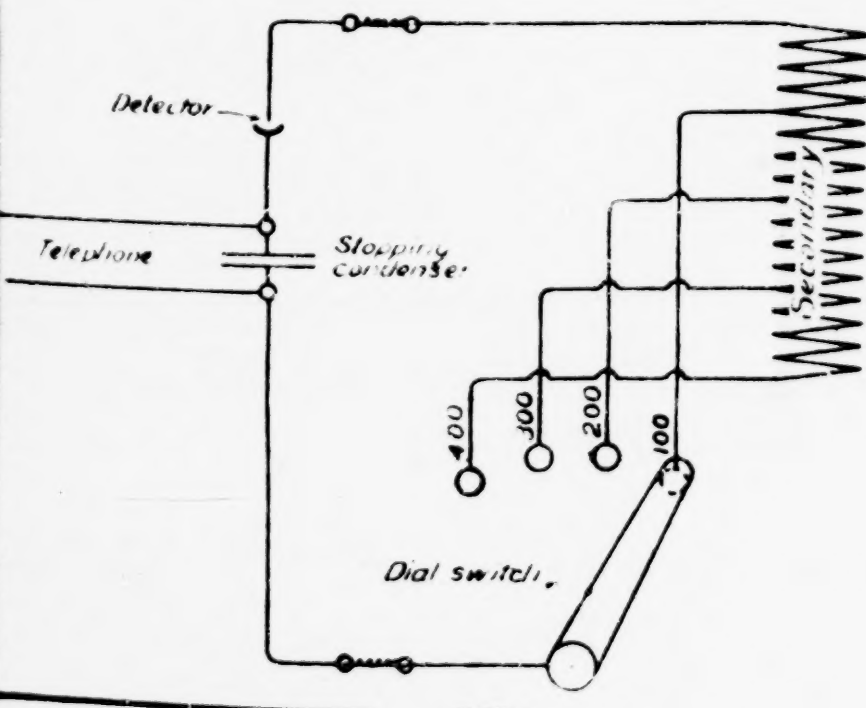 Detector
Telephone
Stopping
condenser
Secondary
400
300
200
100
Dial switch